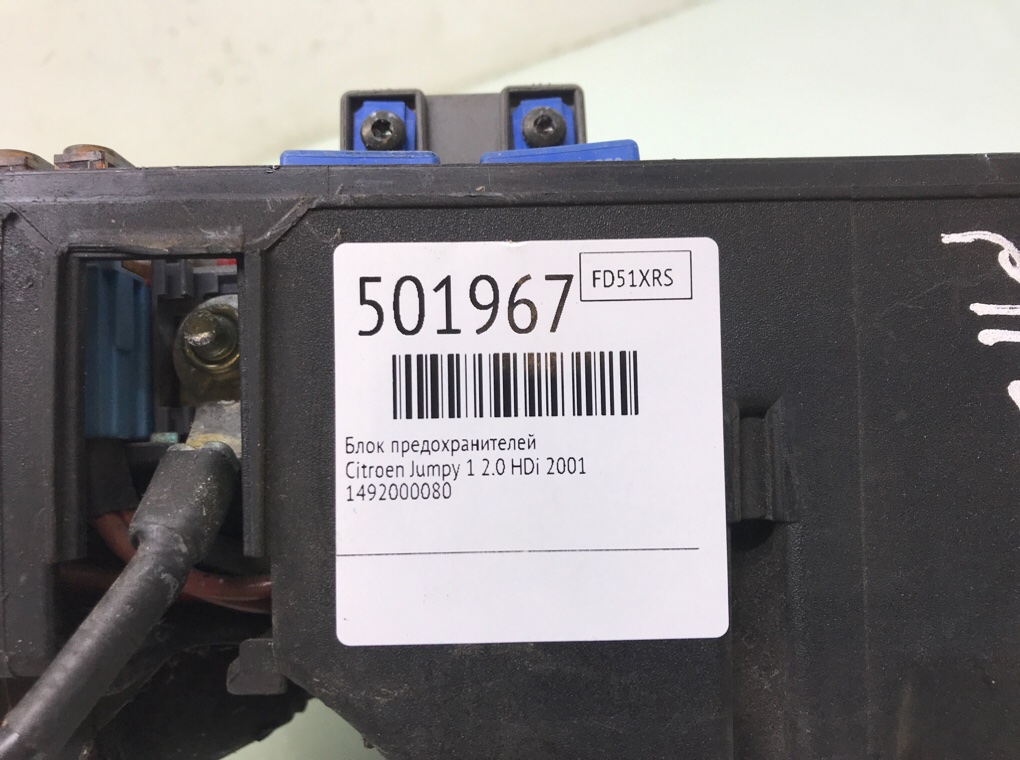 501967
FD51XRS
Блок предохранителей
Citroen Jumpy 1 2.0 HDi 2001
1492000080